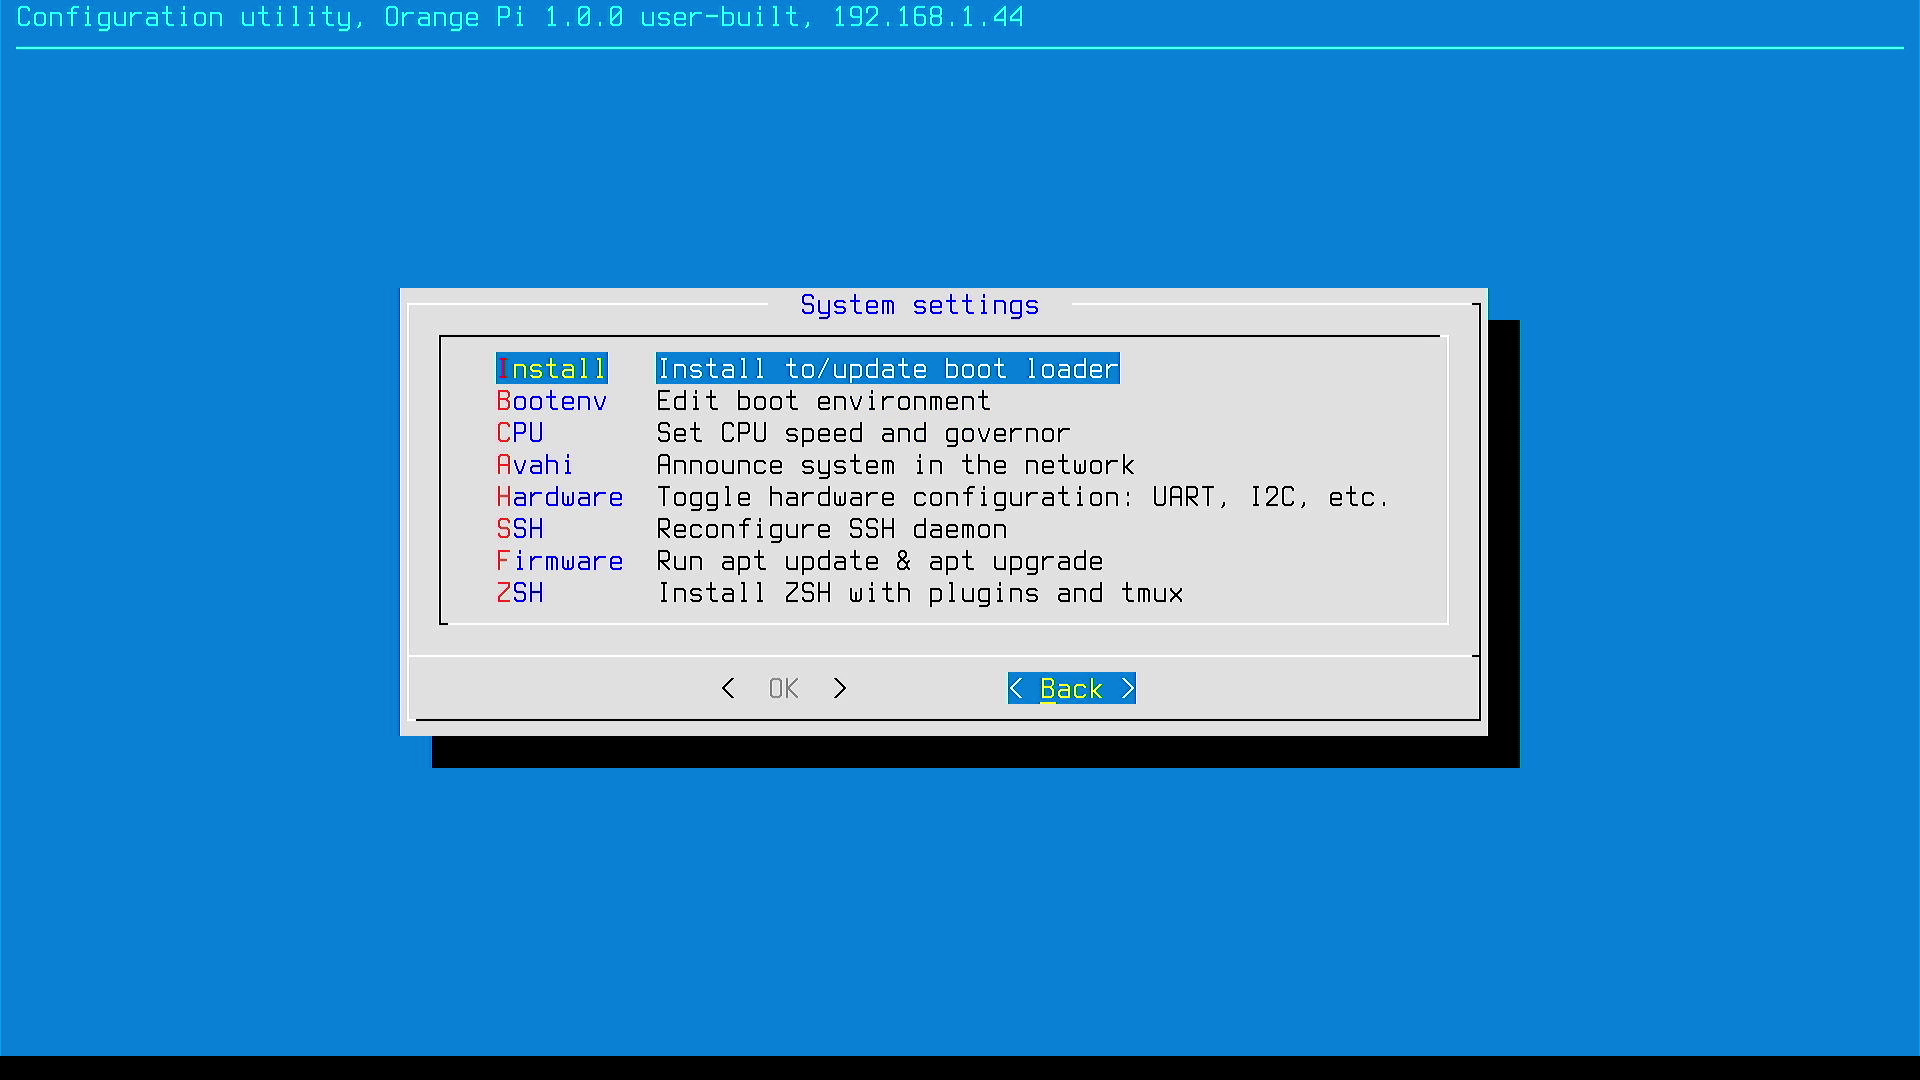 Configuration utility, Orange Pi 1.0.0 user-built, 192.168.1.44
System settings
Install Install to/update boot loader
Bootenv Edit boot environment
CPU Set CPU speed and governor
Avahi Announce system in the network
Hardware Toggle hardware configuration: UART, I2C, etc.
SSH Reconfigure SSH daemon
Firmware Run apt update & apt upgrade
ZSH Install ZSH with plugins and tmux
< OK > < Back >